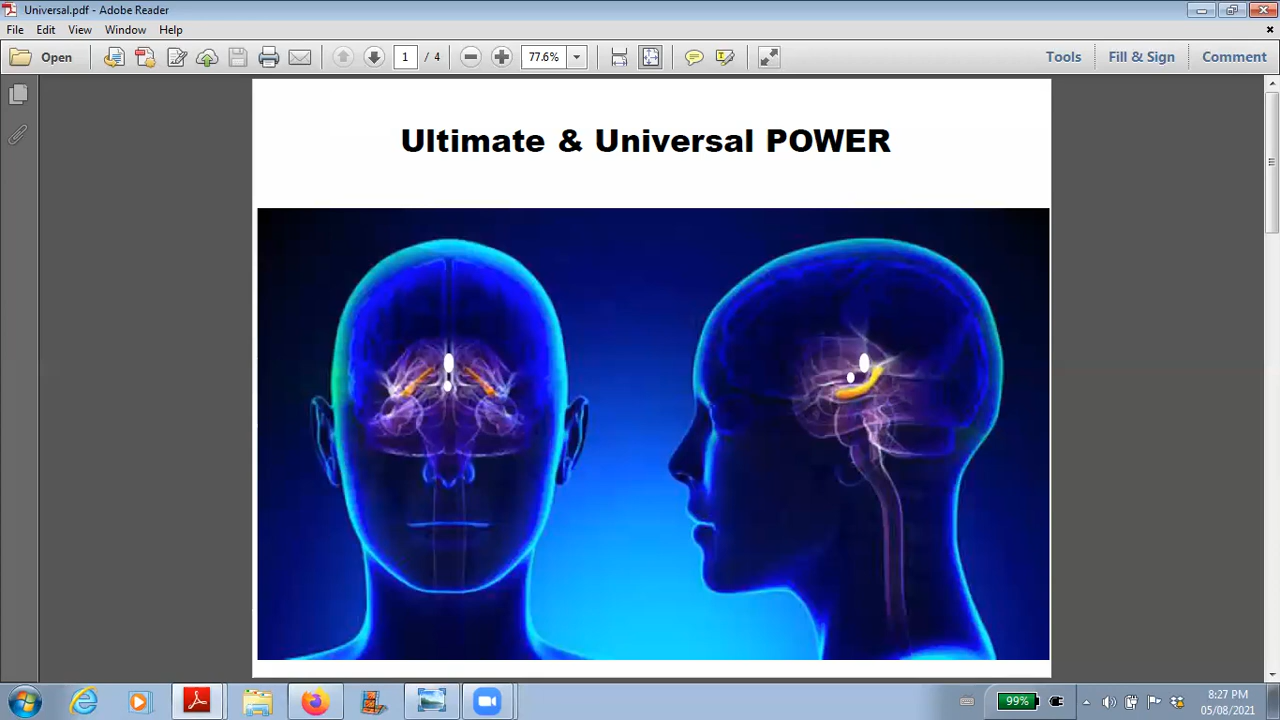 Universal.pdf - Adobe Reader
File Edit View Window Help
Open 1 / 4 77.6% Tools Fill & Sign Comment
Ultimate & Universal POWER
99% 8:27 PM
05/08/2021